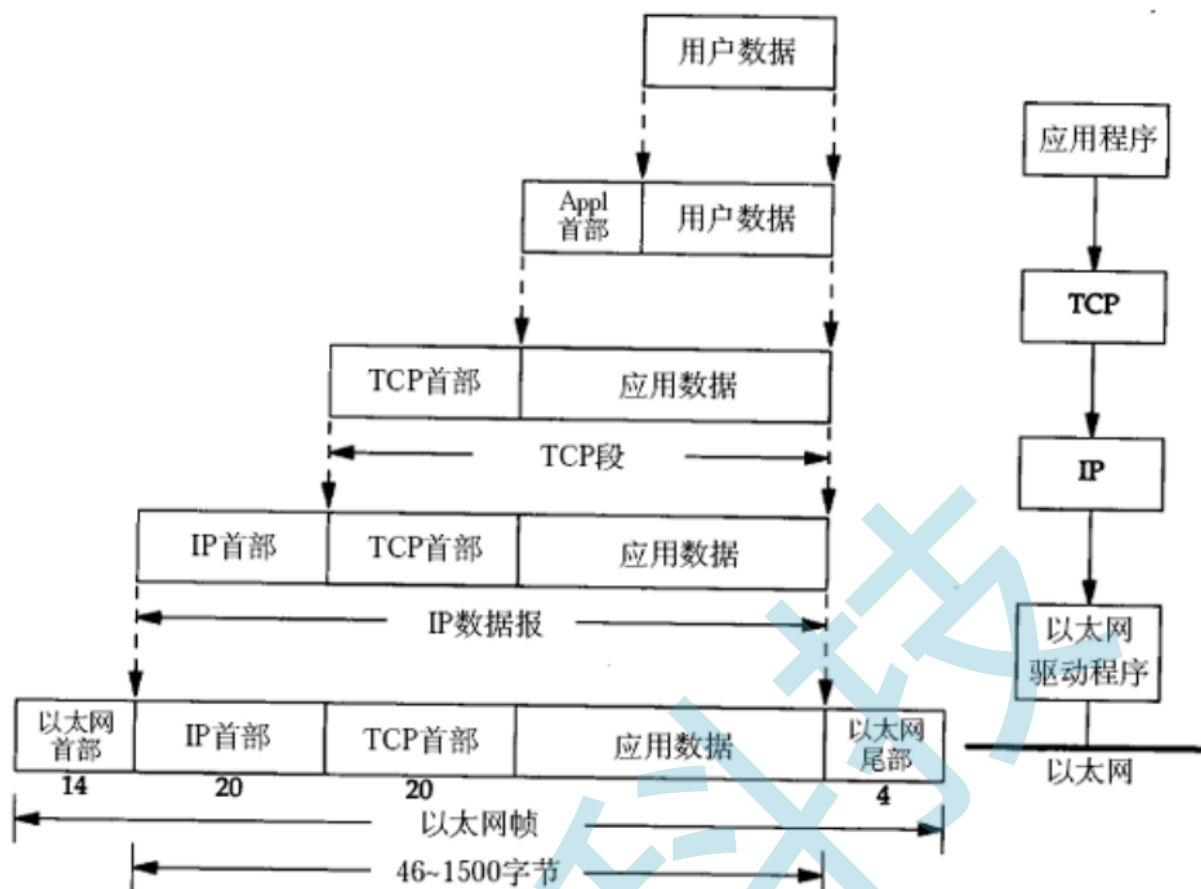 用户数据
应用程序
Appl
首部
用户数据
TCP
TCP首部
应用数据
TCP段
IP
IP首部
TCP首部
应用数据
IP数据报
以太网
驱动程序
以太网
首部
IP首部
TCP首部
应用数据
以太网
尾部
以太网
14
20
20
4
以太网帧
46~1500字节
科技